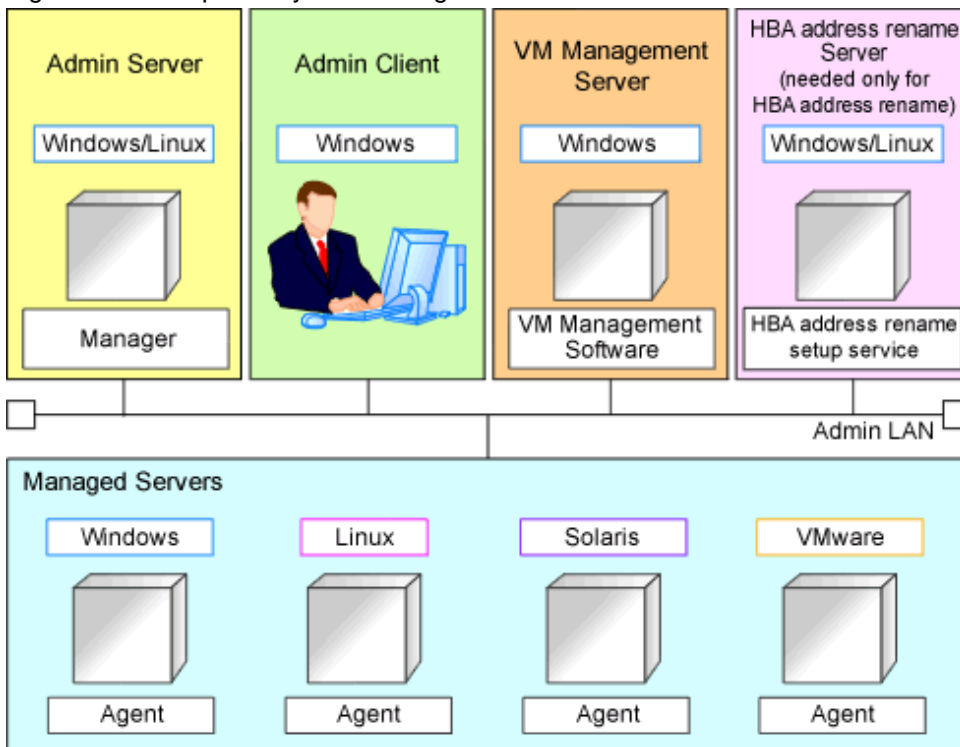 Admin Server
Windows/Linux
Manager
Admin Client
Windows
VM Management
Server
Windows
VM Management
Software
HBA address rename
Server
(needed only for
HBA address rename)
Windows/Linux
HBA address rename
setup service
Admin LAN
Managed Servers
Windows
Linux
Solaris
VMware
Agent
Agent
Agent
Agent